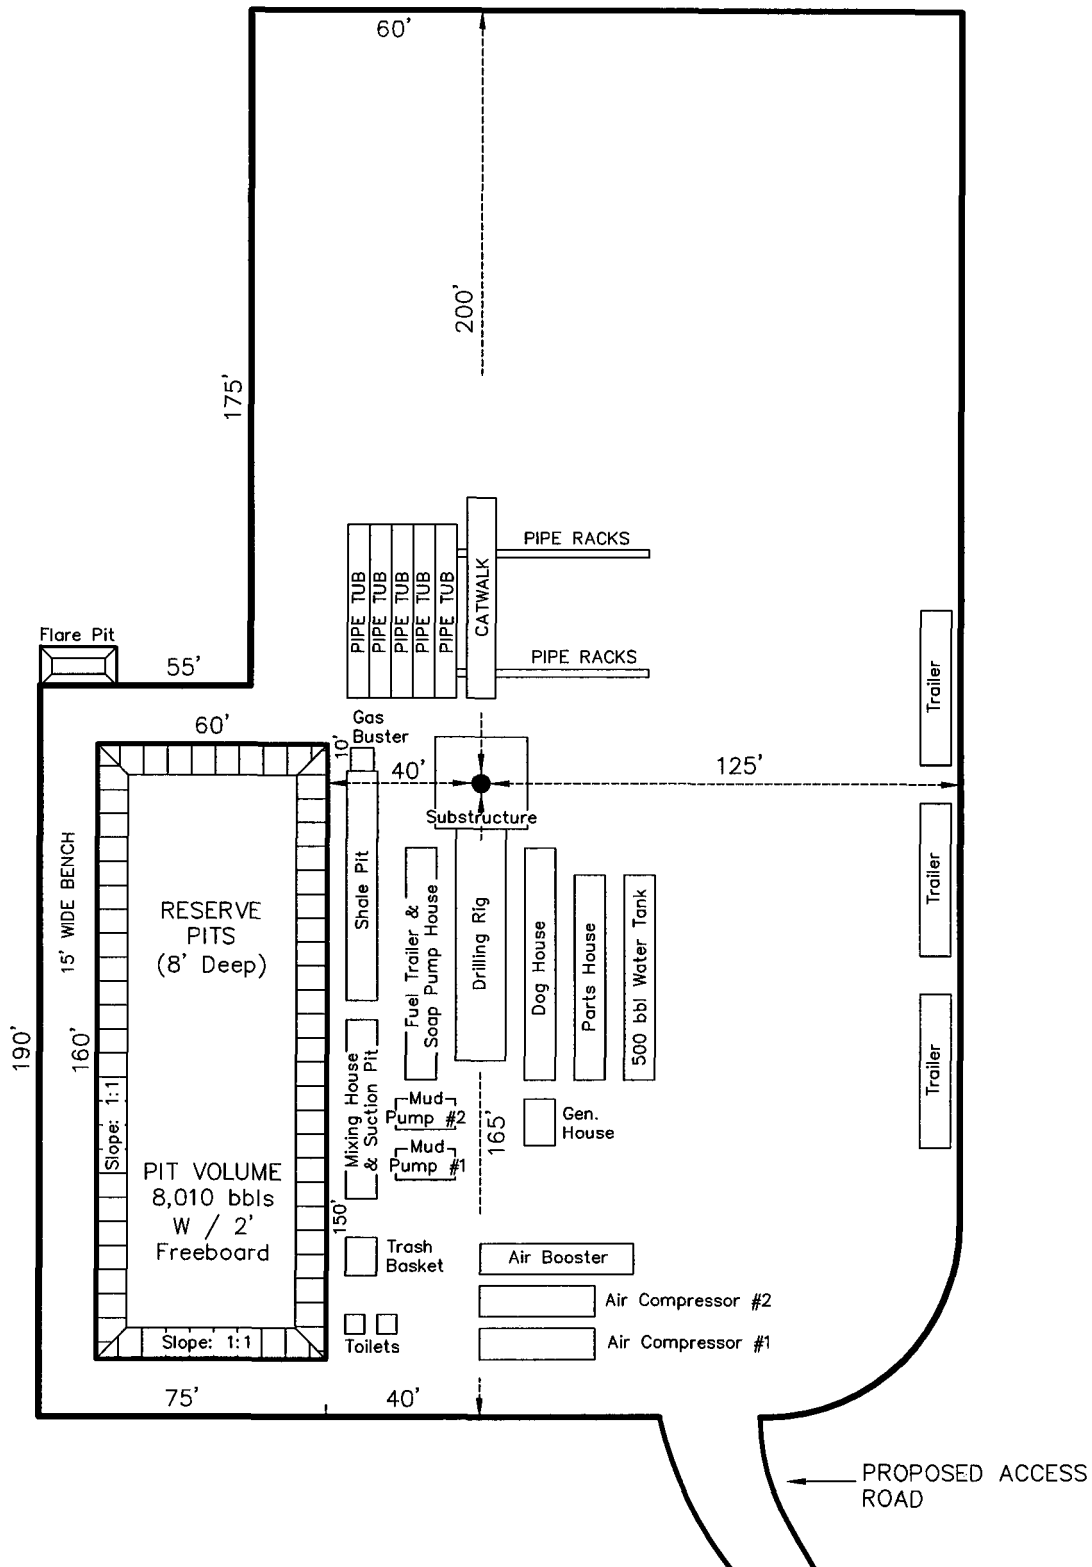 60'
200'
175'
PIPE TUB
PIPE TUB
PIPE TUB
PIPE TUB
PIPE TUB
CATWALK
PIPE RACKS
PIPE RACKS
Flare Pit
55'
Trailer
60'
Gas
Buster
10'
40'
125'
Substructure
15' WIDE BENCH
RESERVE
PITS
(8' Deep)
Shale Pit
Fuel Trailer &
Soap Pump House
Drilling Rig
Dog House
Parts House
500 bbl Water Tank
Trailer
190'
160'
Slope: 1:1
Mixing House
& Suction Pit
Mud
Pump #2
Mud
Pump #1
165'
Gen.
House
Trailer
PIT VOLUME
8,010 bbls
W / 2'
Freeboard
150'
Trash
Basket
Air Booster
Air Compressor #2
Slope: 1:1
Toilets
Air Compressor #1
75'
40'
PROPOSED ACCESS
ROAD